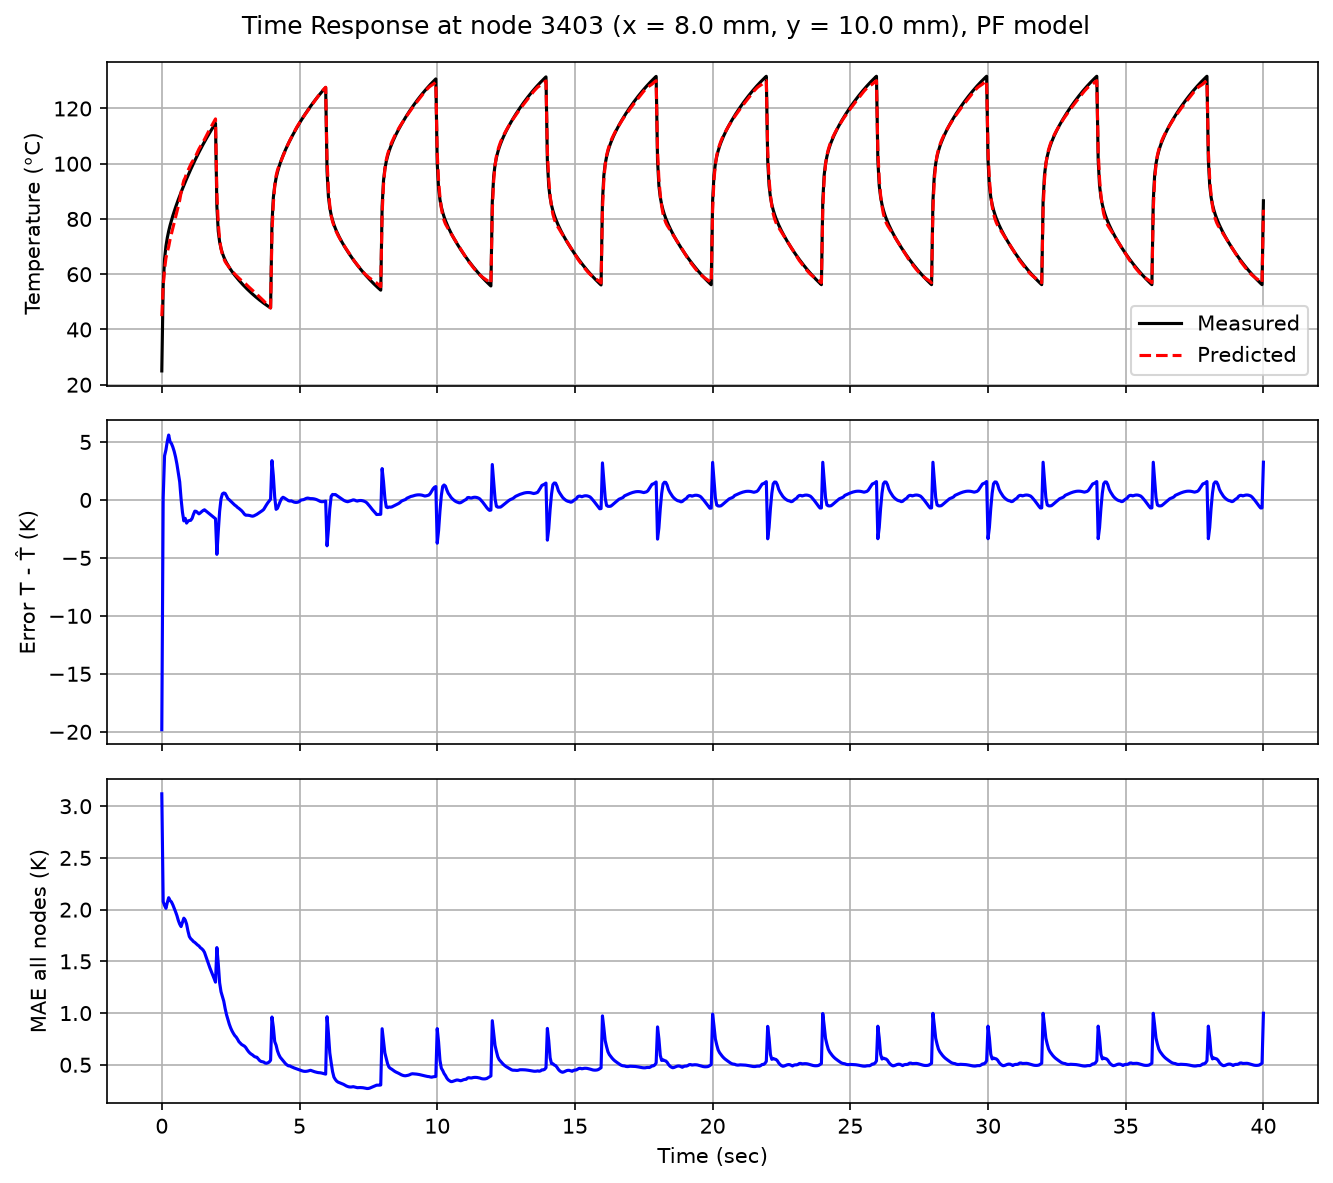 Time Response at node 3403 (x = 8.0 mm, y = 10.0 mm), PF model
Temperature (°C)
120
100
80
60
40
20
Measured
Predicted
Error T - T̂ (K)
5
0
−5
−10
−15
−20
MAE all nodes (K)
3.0
2.5
2.0
1.5
1.0
0.5
0 5 10 15 20 25 30 35 40
Time (sec)